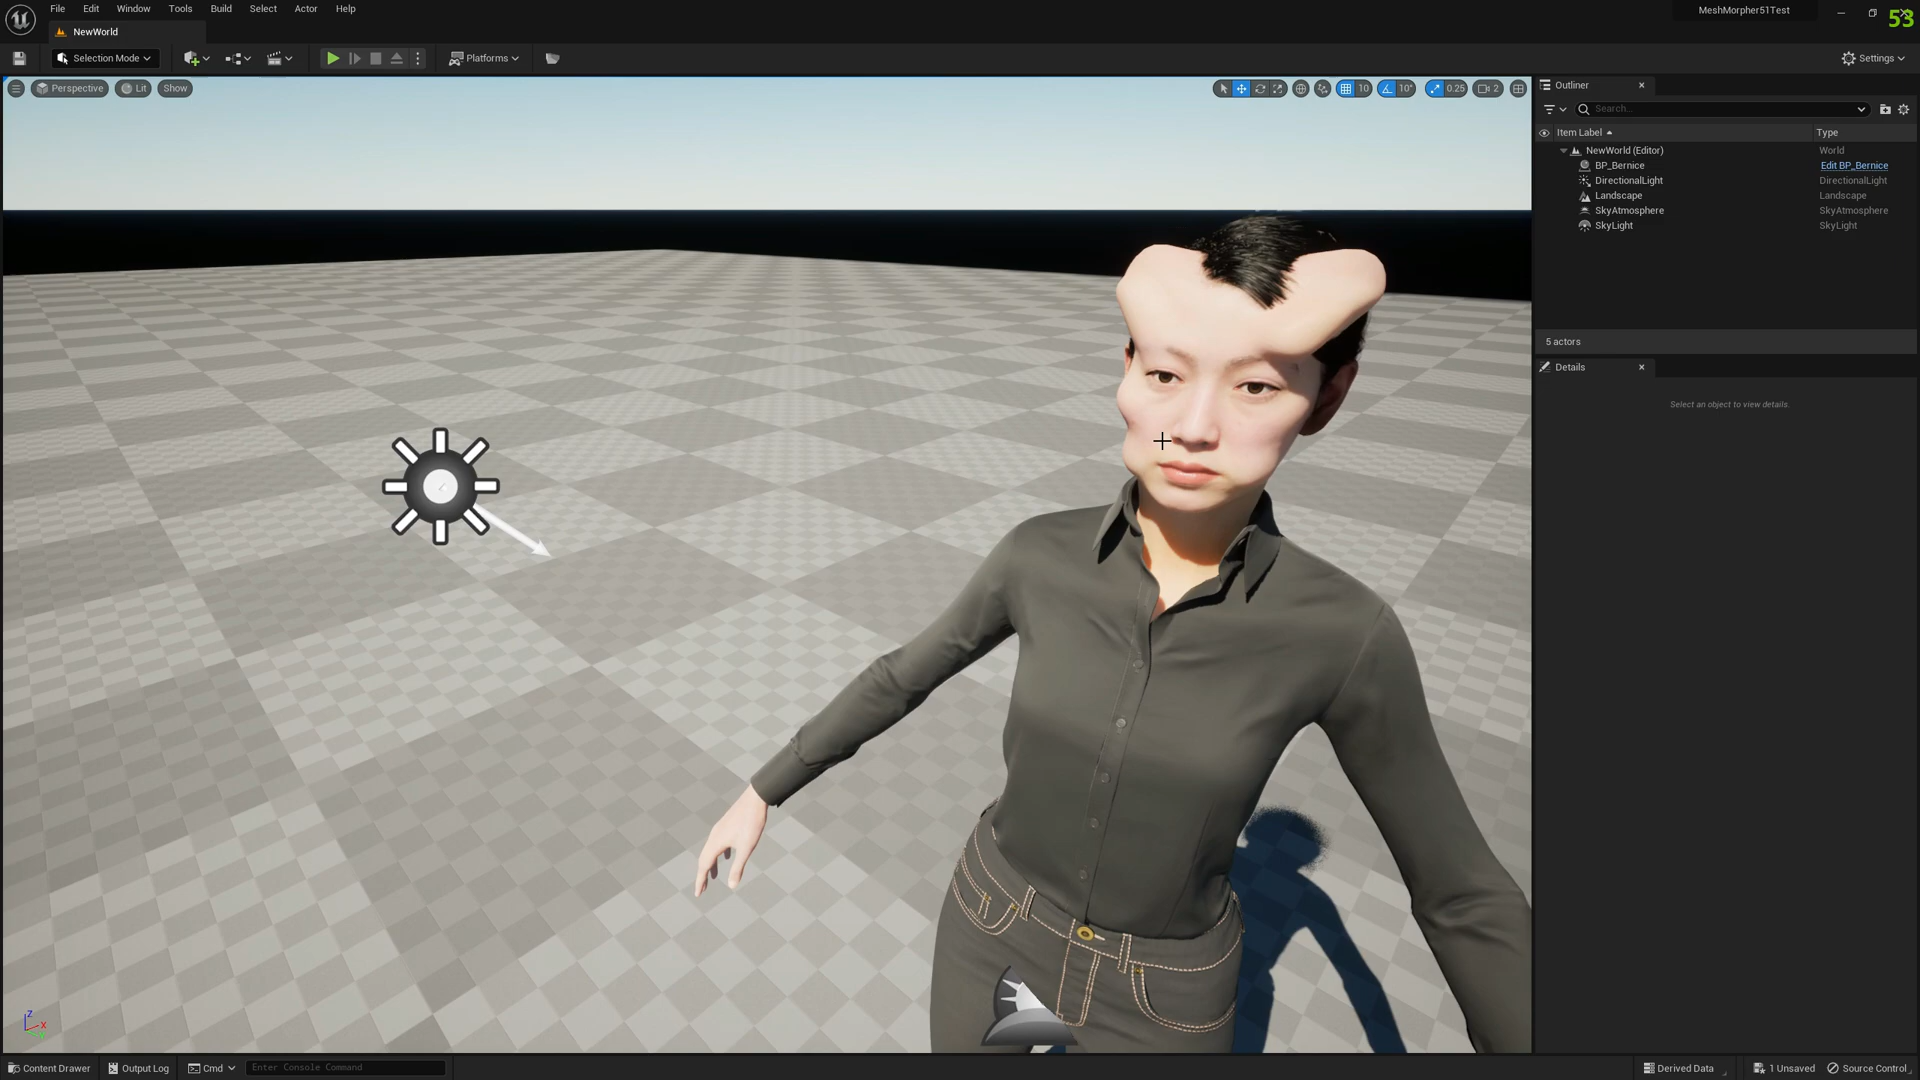 File Edit Window Tools Build Select Actor Help
MeshMorpher51Test
53
NewWorld
Selection Mode
Platforms
Settings
Perspective
Lit
Show
10
10°
0.25
2
Outliner
Search...
Item Label
Type
NewWorld (Editor) World
BP_Bernice Edit BP_Bernice
DirectionalLight DirectionalLight
Landscape Landscape
SkyAtmosphere SkyAtmosphere
SkyLight SkyLight
5 actors
Details
Select an object to view details.
Z
X
Content Drawer
Output Log
Cmd
Enter Console Command
Derived Data
1 Unsaved
Source Control